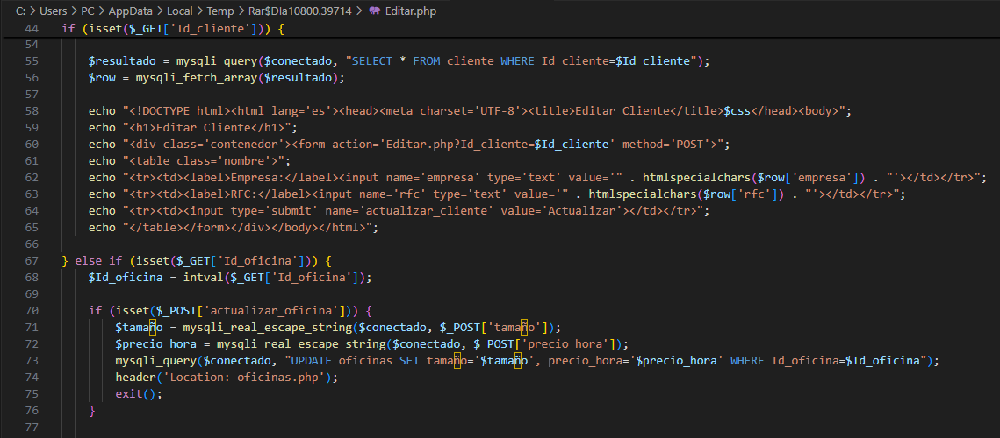 C: > Users > PC > AppData > Local > Temp > Rar$DIa10800.39714 > Editar.php
44 if (isset($_GET['Id_cliente'])) {
54
55 $resultado = mysqli_query($conectado, "SELECT * FROM cliente WHERE Id_cliente=$Id_cliente");
56 $row = mysqli_fetch_array($resultado);
57
58 echo "<!DOCTYPE html><html lang='es'><head><meta charset='UTF-8'><title>Editar Cliente</title>$css</head><body>";
59 echo "<h1>Editar Cliente</h1>";
60 echo "<div class='contenedor'><form action='Editar.php?Id_cliente=$Id_cliente' method='POST'>";
61 echo "<table class='nombre'>";
62 echo "<tr><td><label>Empresa:</label><input name='empresa' type='text' value='" . htmlspecialchars($row['empresa']) . "'></td></tr>";
63 echo "<tr><td><label>RFC:</label><input name='rfc' type='text' value='" . htmlspecialchars($row['rfc']) . "'></td></tr>";
64 echo "<tr><td><input type='submit' name='actualizar_cliente' value='Actualizar'></td></tr>";
65 echo "</table></form></div></body></html>";
66
67 } else if (isset($_GET['Id_oficina'])) {
68 $Id_oficina = intval($_GET['Id_oficina']);
69
70 if (isset($_POST['actualizar_oficina'])) {
71 $tamaño = mysqli_real_escape_string($conectado, $_POST['tamaño']);
72 $precio_hora = mysqli_real_escape_string($conectado, $_POST['precio_hora']);
73 mysqli_query($conectado, "UPDATE oficinas SET tamaño='$tamaño', precio_hora='$precio_hora' WHERE Id_oficina=$Id_oficina");
74 header('Location: oficinas.php');
75 exit();
76 }
77